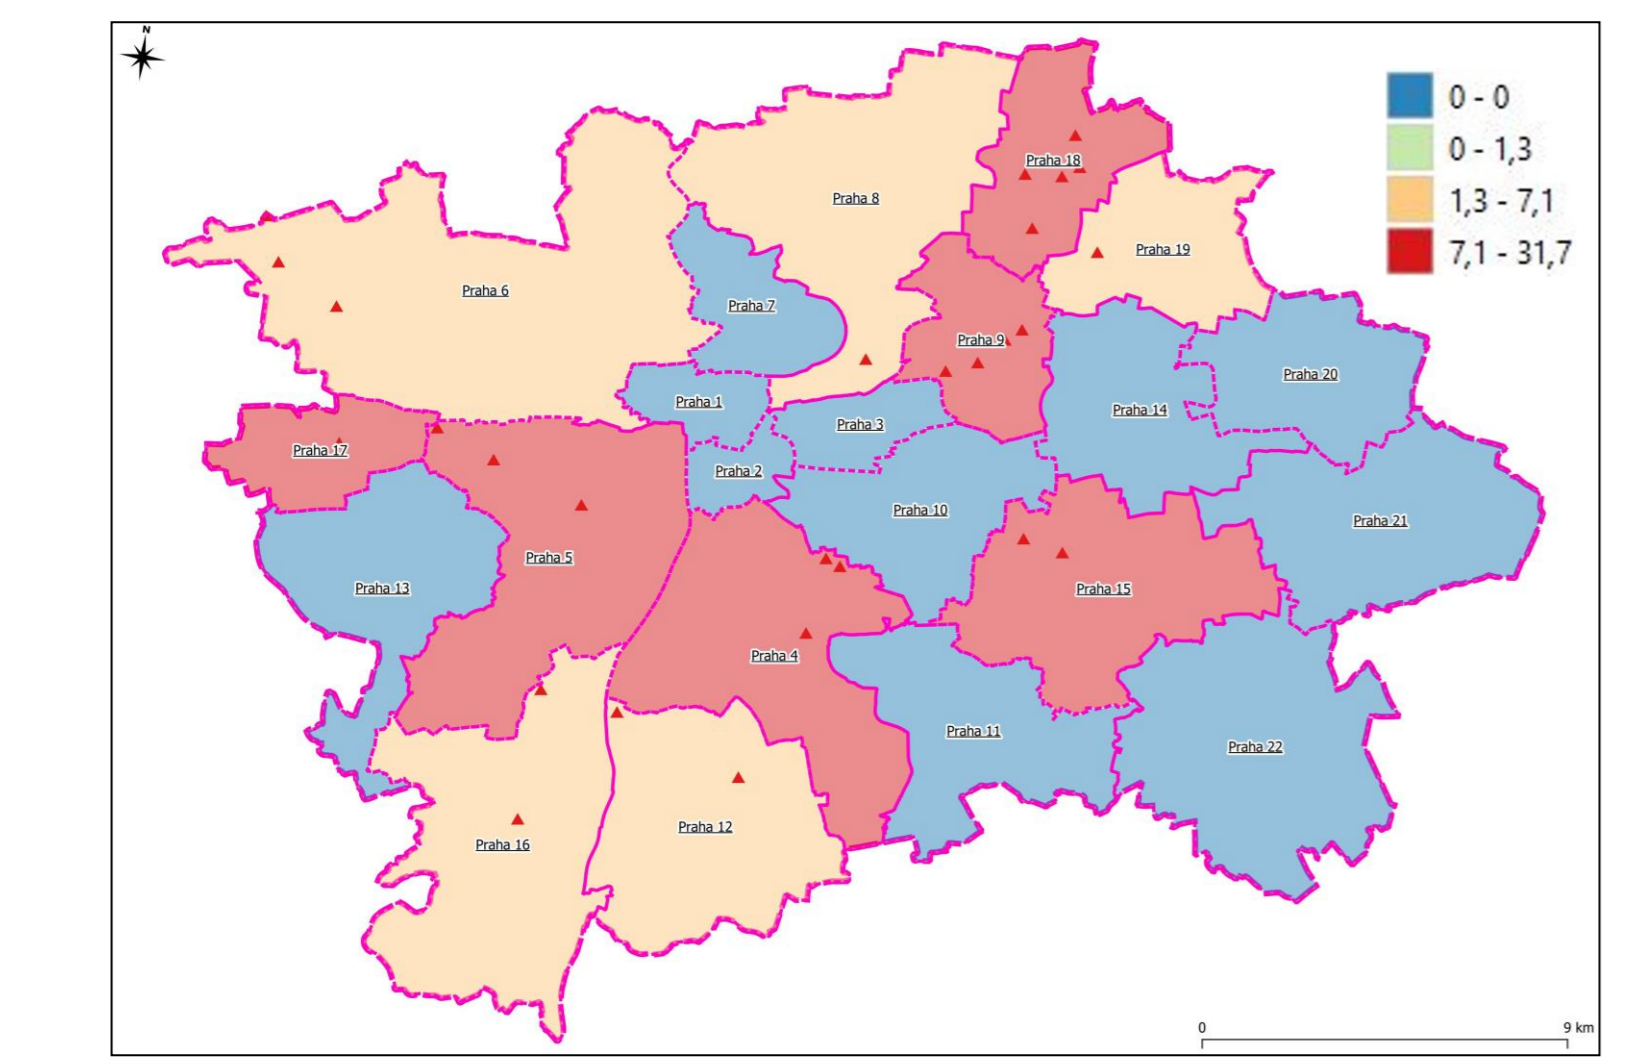 N
0 - 0
0 - 1,3
1,3 - 7,1
7,1 - 31,7
Praha 18
Praha 8
Praha 19
Praha 6
Praha 7
Praha 9
Praha 20
Praha 1
Praha 14
Praha 3
Praha 17
Praha 2
Praha 10
Praha 21
Praha 5
Praha 13
Praha 15
Praha 4
Praha 11
Praha 22
Praha 12
Praha 16
0 9 km